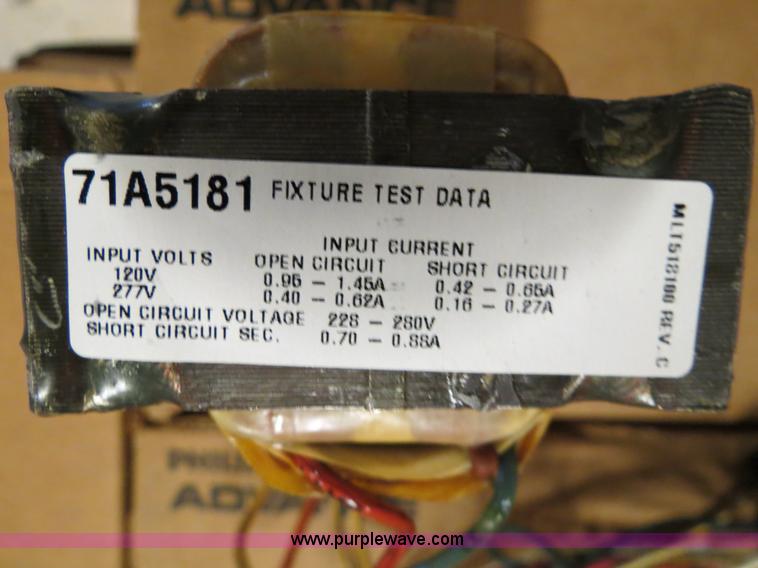 ADVANCE
71A5181 FIXTURE TEST DATA
INPUT CURRENT
INPUT VOLTS OPEN CIRCUIT SHORT CIRCUIT
120V 0.95 - 1.45A 0.42 - 0.65A
277V 0.40 - 0.62A 0.16 - 0.27A
OPEN CIRCUIT VOLTAGE 228 - 280V
SHORT CIRCUIT SEC. 0.70 - 0.88A
REV. C
ADVANCE
www.purplewave.com